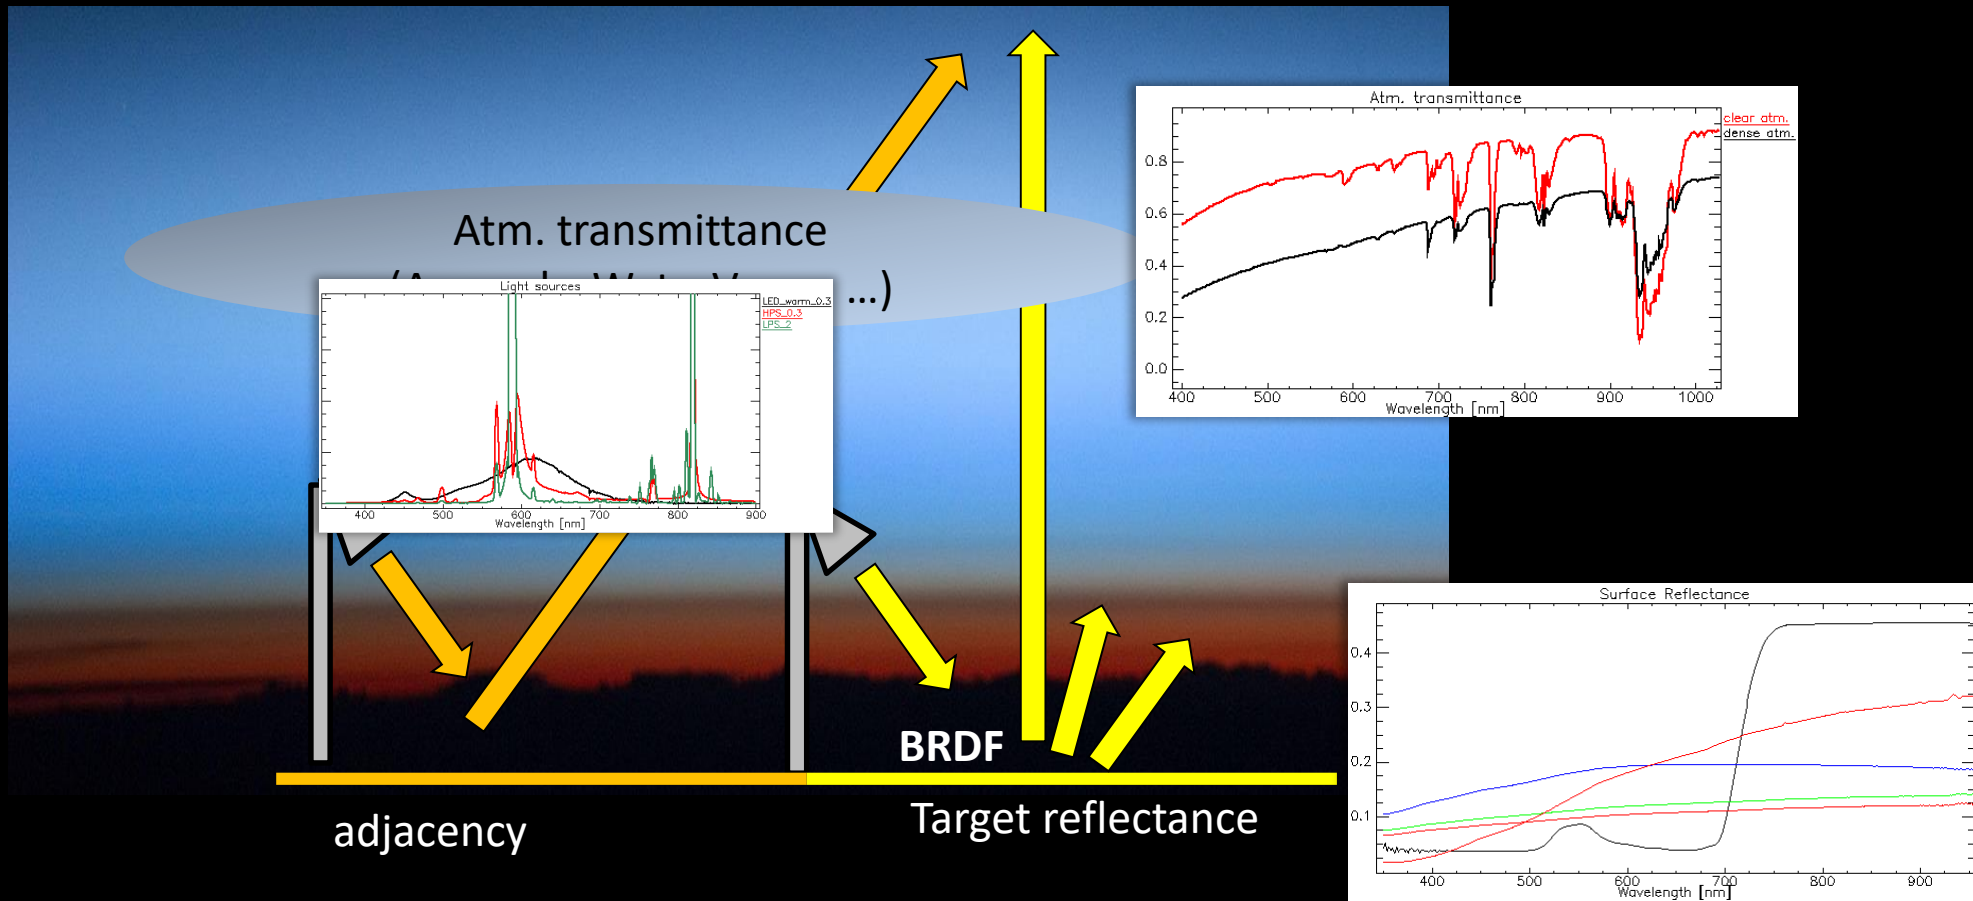 Atm. transmittance
clear atm.
dense atm.
0.8
0.6
0.4
0.2
0.0
400 500 600 700 800 900 1000
Wavelength [nm]
Atm. transmittance
…)
Light sources
LED_warm_0.3
HPS_0.3
LPS_2
400 500 600 700 800 900
Wavelength [nm]
Surface Reflectance
0.4
0.3
0.2
0.1
400 500 600 700 800 900
Wavelength [nm]
BRDF
adjacency
Target reflectance